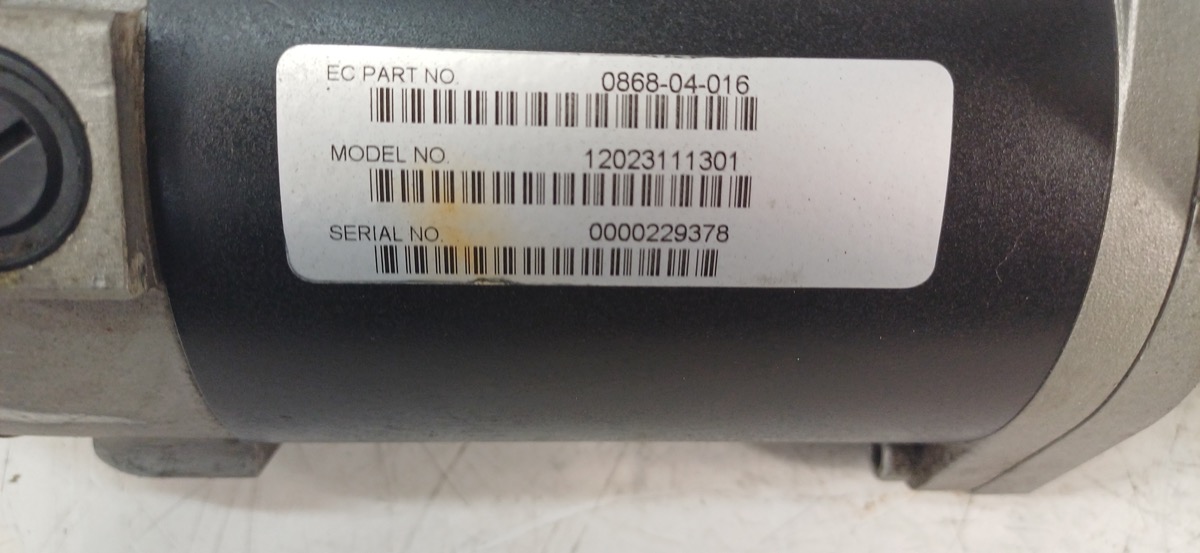 EC PART NO. 0868-04-016
MODEL NO. 12023111301
SERIAL NO. 0000229378